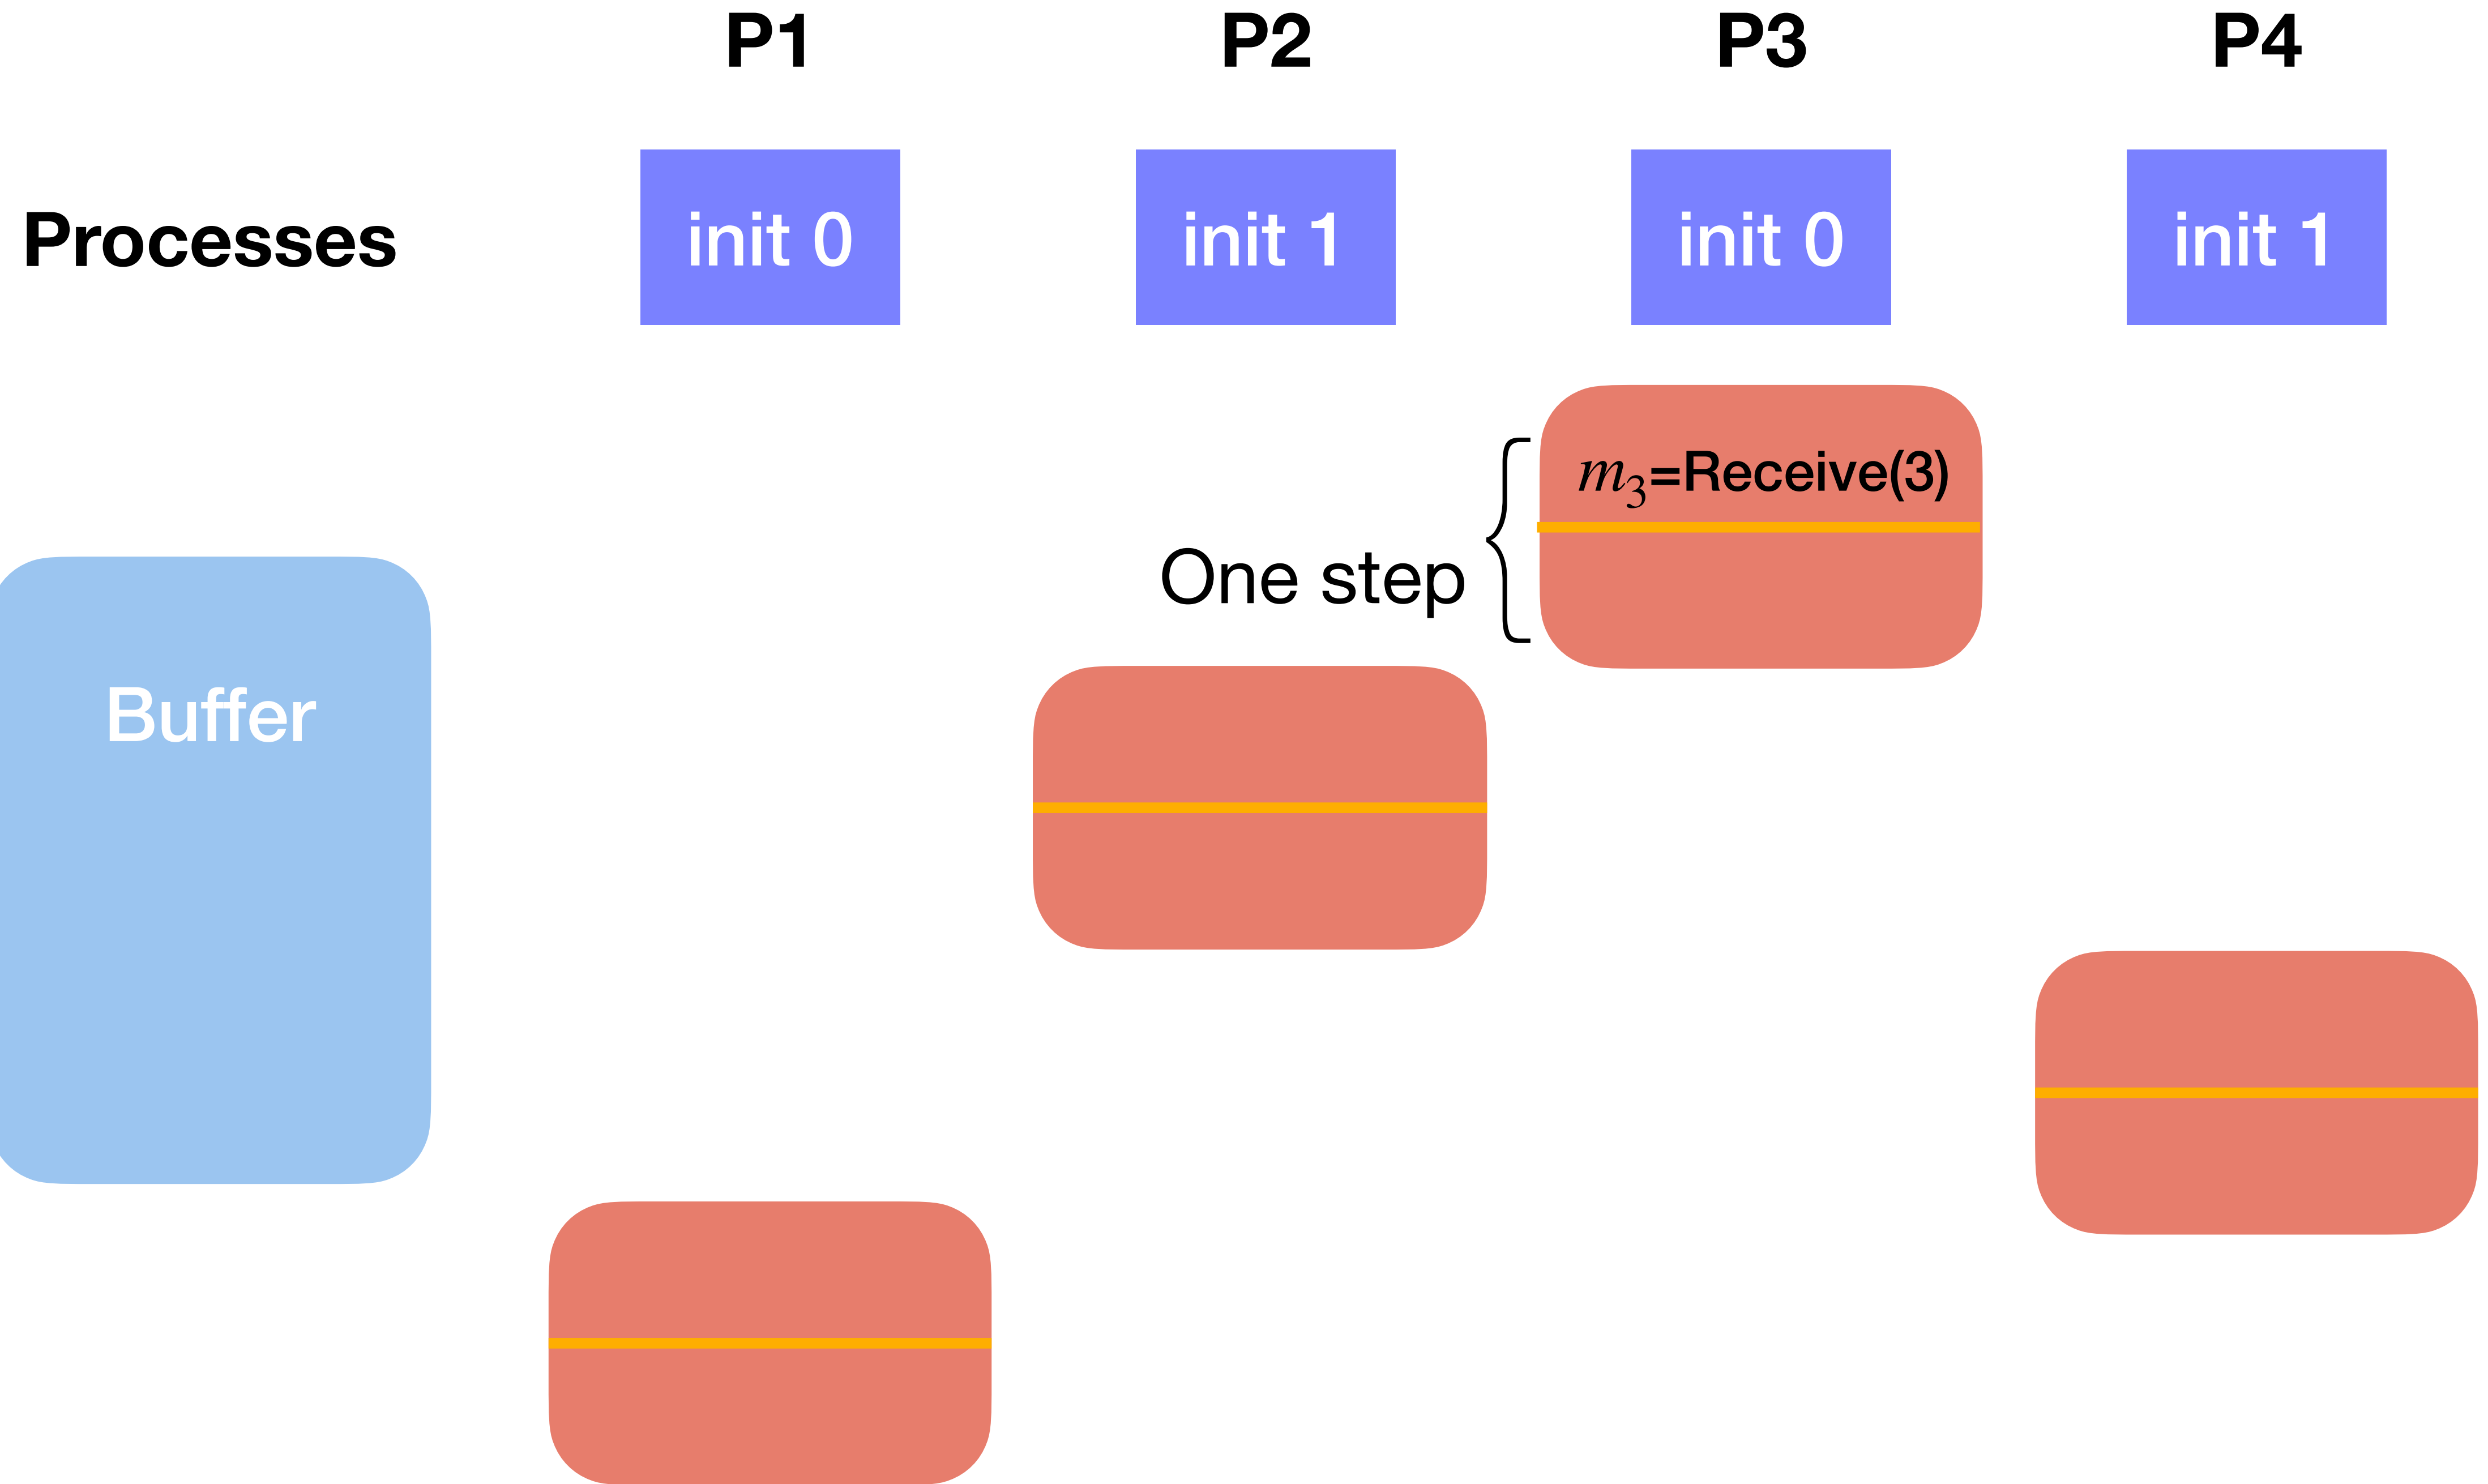 P1 P2 P3 P4
Processes init 0 init 1 init 0 init 1
m₃=Receive(3)
One step
Buffer